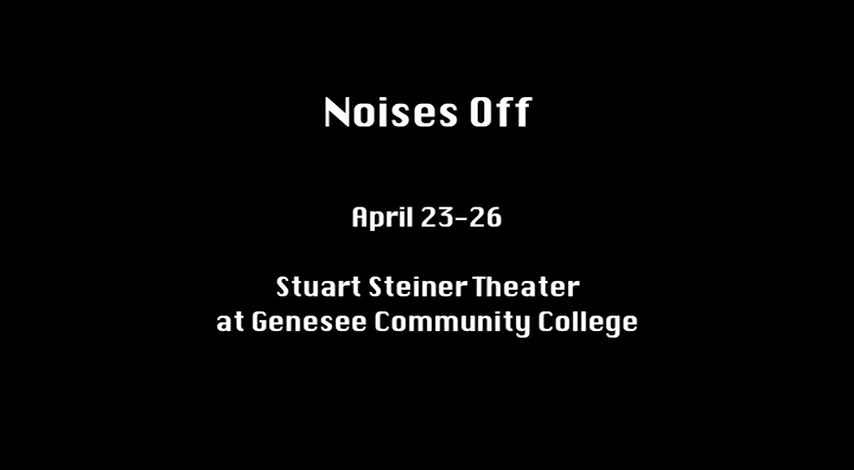 Noises Off
April 23-26
Stuart Steiner Theater
at Genesee Community College